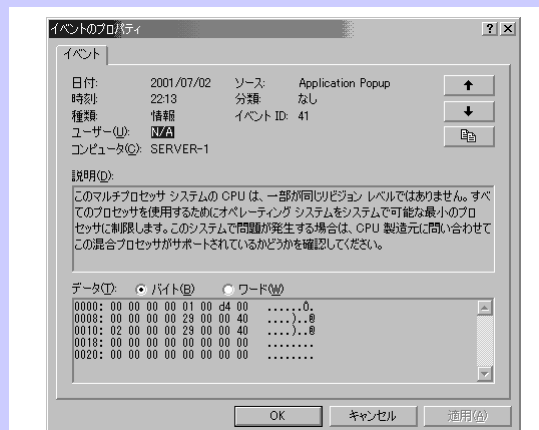 イベントのプロパティ
イベント
日付: 2001/07/02 ソース: Application Popup
時刻: 22:13 分類: なし
種類: 情報 イベント ID: 41
ユーザー(U): N/A
コンピュータ(C): SERVER-1
説明(D):
このマルチプロセッサ システムの CPU は、一部が同じリビジョン レベルではありません。すべ
てのプロセッサを使用するためにオペレーティング システムをシステムで可能な最小のプロ
セッサに制限します。このシステムで問題が発生する場合は、CPU 製造元に問い合わせて
この混合プロセッサがサポートされているかどうかを確認してください。
データ(T): バイト(B) ワード(W)
0000: 00 00 00 00 01 00 d4 00 ......Ô.
0008: 00 00 00 00 29 00 00 40 ....)..@
0010: 02 00 00 00 29 00 00 40 ....)..@
0018: 00 00 00 00 00 00 00 00 ........
0020: 00 00 00 00 00 00 00 00 ........
OK キャンセル 適用(A)